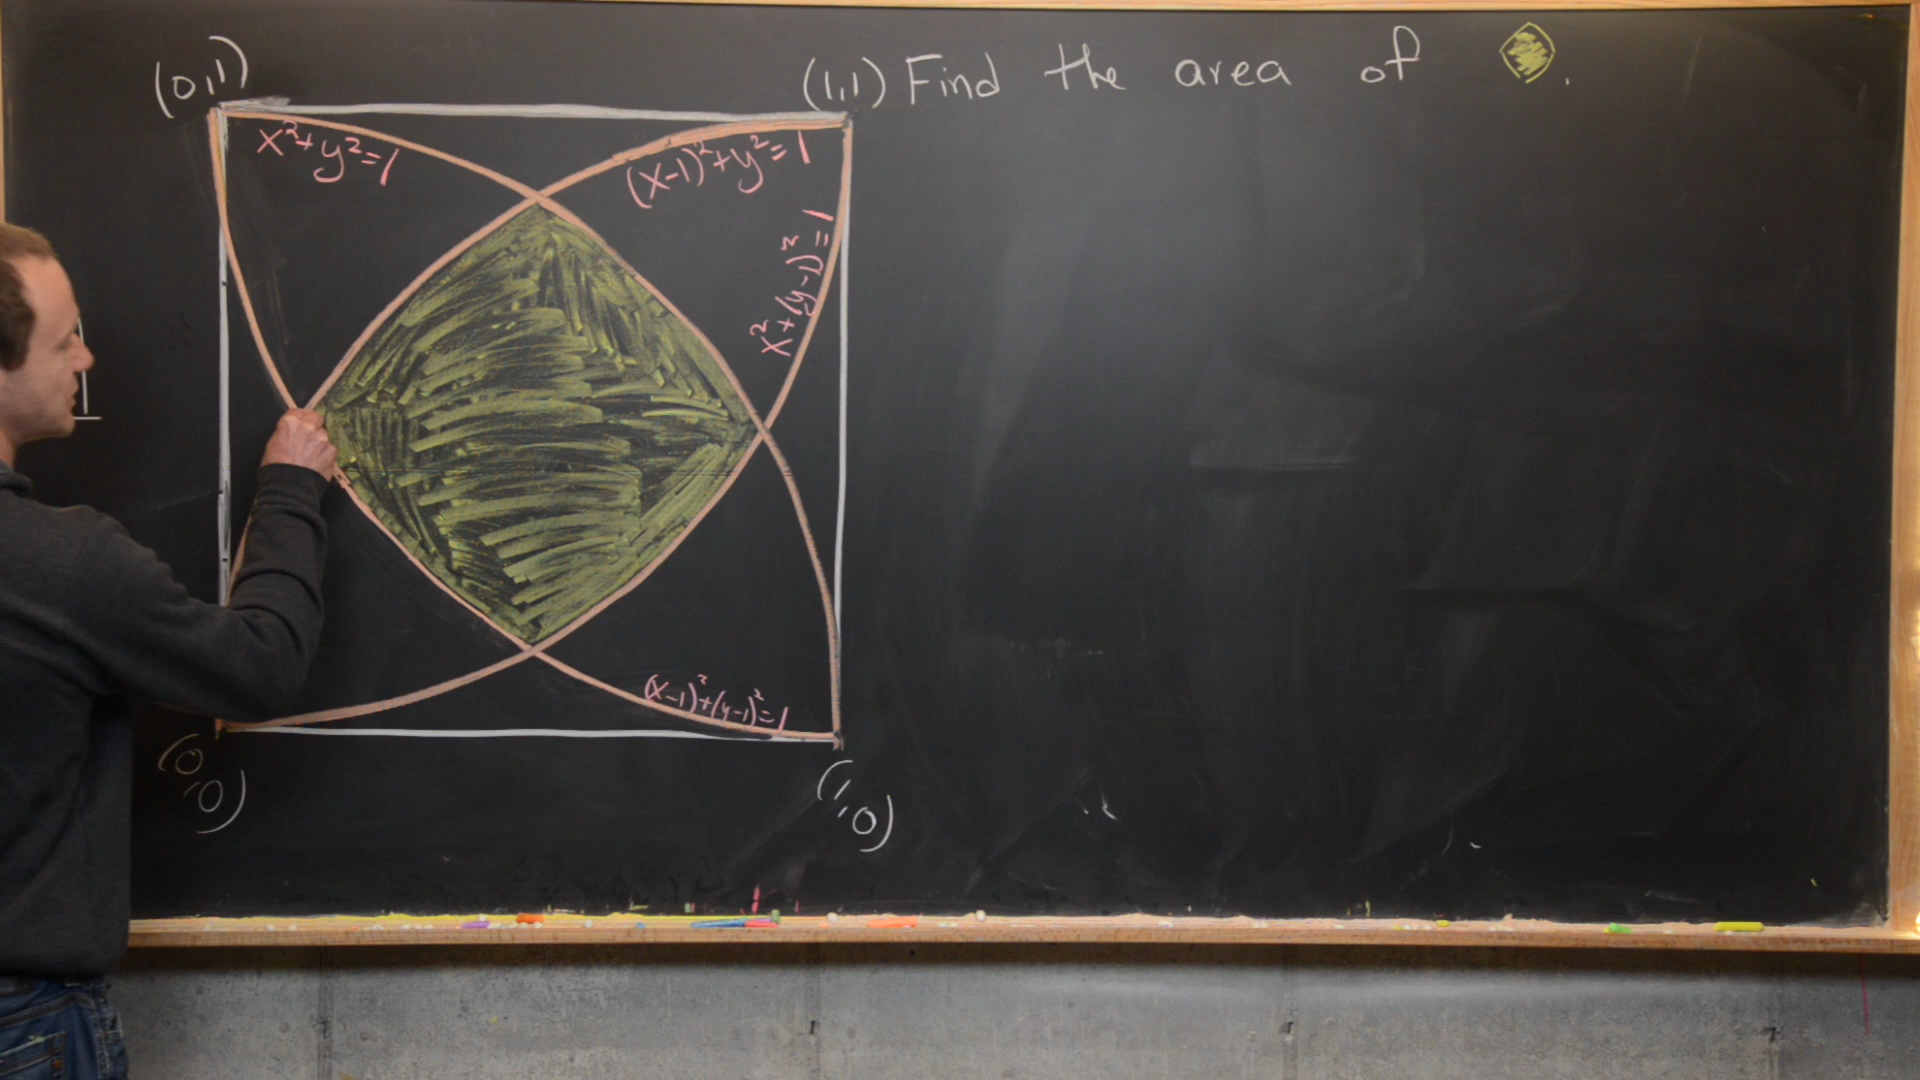 (0,1)
(1,1) Find the area of
x²+y²=1
(x-1)²+y²=1
x²+(y-1)²=1
(x-1)²+(y-1)²=1
(0,0)
(1,0)